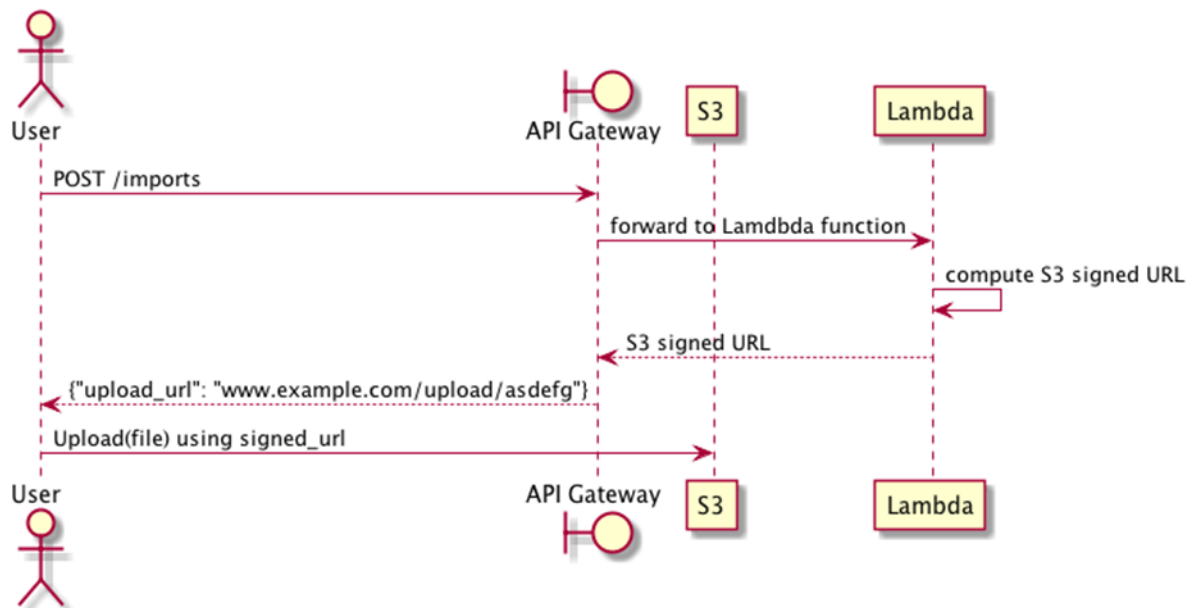 User
API Gateway
S3
Lambda
POST /imports
forward to Lamdbda function
compute S3 signed URL
S3 signed URL
{"upload_url": "www.example.com/upload/asdefg"}
Upload(file) using signed_url
User
API Gateway
S3
Lambda